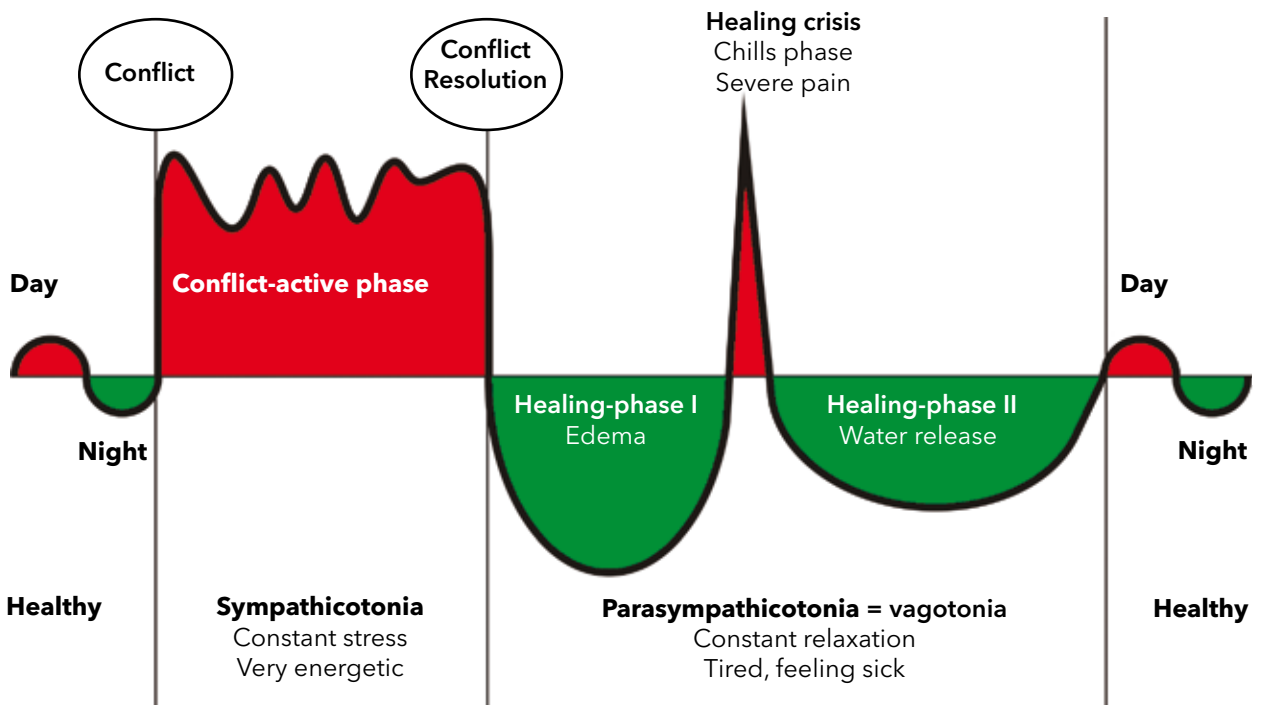 Conflict
Conflict
Resolution
Healing crisis
Chills phase
Severe pain
Day
Conflict-active phase
Day
Healing-phase I
Edema
Healing-phase II
Water release
Night
Night
Healthy
Sympathicotonia
Constant stress
Very energetic
Parasympathicotonia = vagotonia
Constant relaxation
Tired, feeling sick
Healthy